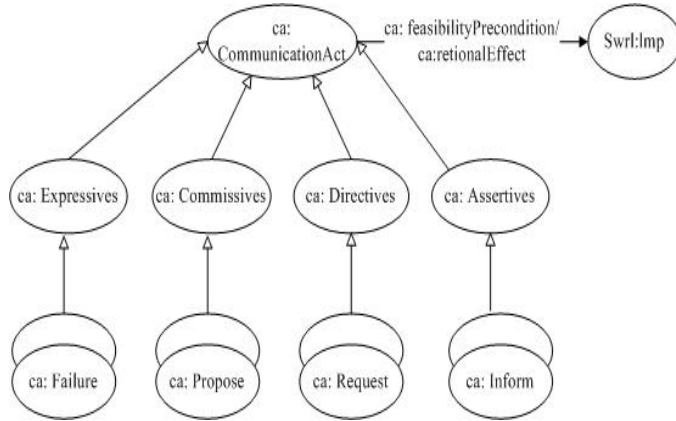 ca:
CommunicationAct
ca: feasibilityPrecondition/
ca:retionalEffect
Swrl:Imp
ca: Expressives
ca: Commissives
ca: Directives
ca: Assertives
ca: Failure
ca: Propose
ca: Request
ca: Inform